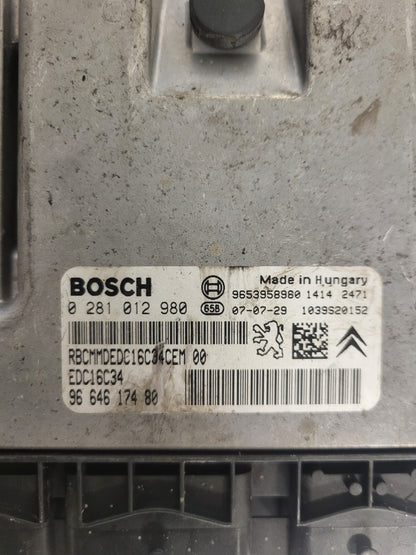 BOSCH
Made in Hungary
9653958960 1414 2471
0 281 012 980
658 07-07-29 1039S20152
RBCMMDEDC16C34CEM 00
EDC16C34
96 646 174 80